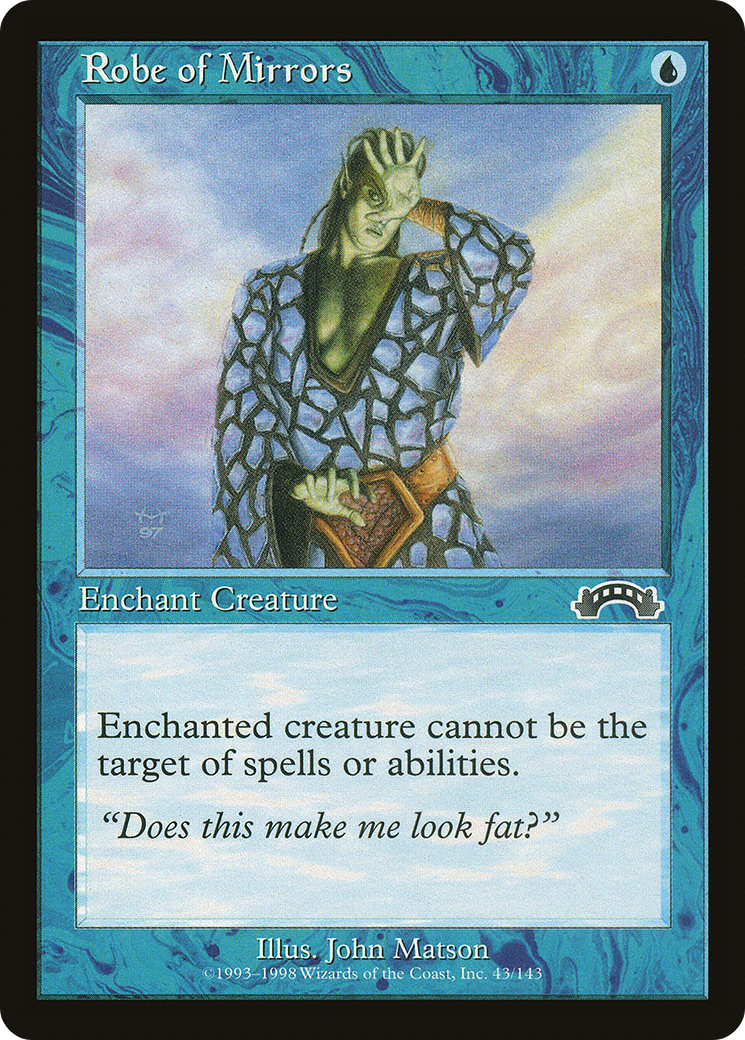 Robe of Mirrors
97
Enchant Creature
Enchanted creature cannot be the
target of spells or abilities.
“Does this make me look fat?”
Illus. John Matson
©1993–1998 Wizards of the Coast, Inc. 43/143